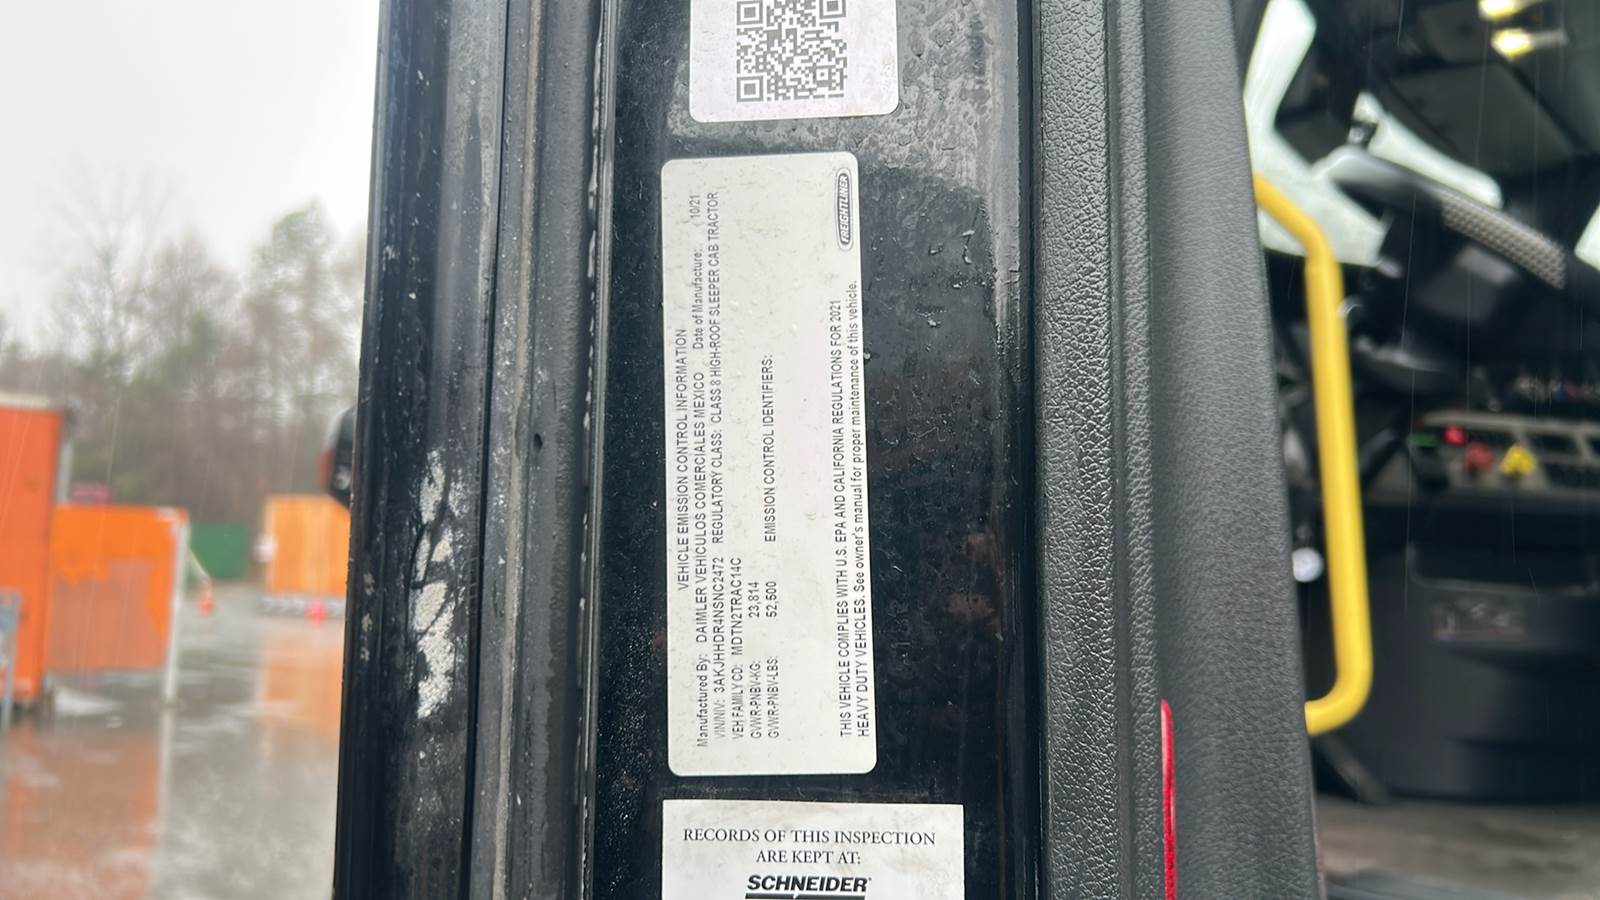 FREIGHTLINER
VEHICLE EMISSION CONTROL INFORMATION
Manufactured By: DAIMLER VEHICULOS COMERCIALES MEXICO Date of Manufacture: 10/21
VIN/NIV: 3AKJHHDR4NSNC2472 REGULATORY CLASS: CLASS 8 HIGH-ROOF SLEEPER CAB TRACTOR
VEH FAMILY CD: MDTN2TRAC14C
GVWR-PNBV-KG: 23,814
GVWR-PNBV-LBS: 52,500 EMISSION CONTROL IDENTIFIERS:
THIS VEHICLE COMPLIES WITH U.S. EPA AND CALIFORNIA REGULATIONS FOR 2021
HEAVY DUTY VEHICLES. See owner's manual for proper maintenance of this vehicle.
RECORDS OF THIS INSPECTION
ARE KEPT AT:
SCHNEIDER